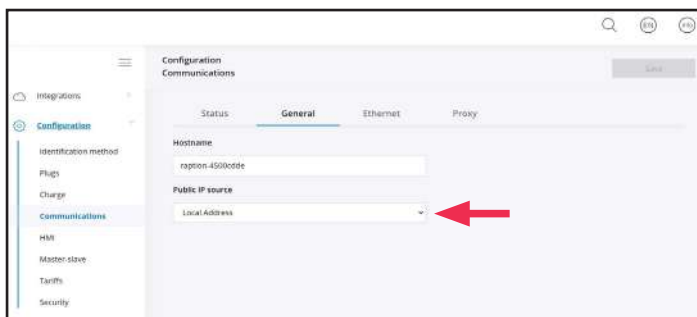 EN
Configuration
Communications
Save
Integrations
Configuration
Status
General
Ethernet
Proxy
Identification method
Plugs
Charge
Communications
HMI
Master-slave
Tariffs
Security
Hostname
raption-4500cdde
Public IP source
Local Address